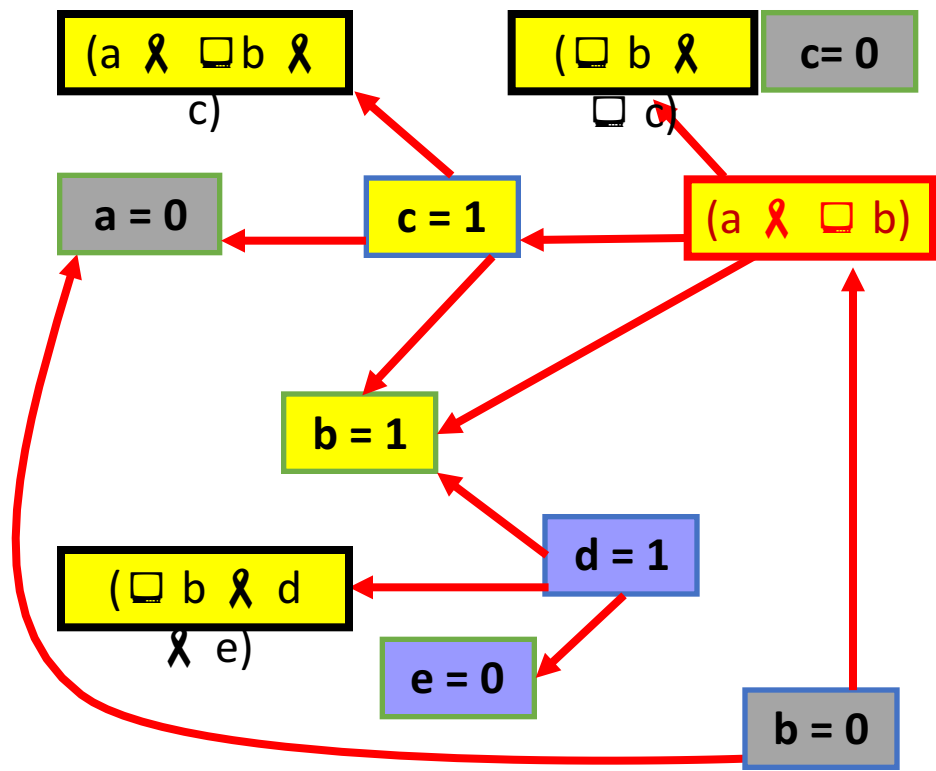 (a 🎗 🖵 b 🎗
c)
( 🖵 b 🎗
🖵 c)
c= 0
a = 0
c = 1
(a 🎗 🖵 b)
b = 1
d = 1
( 🖵 b 🎗 d
🎗 e)
e = 0
b = 0